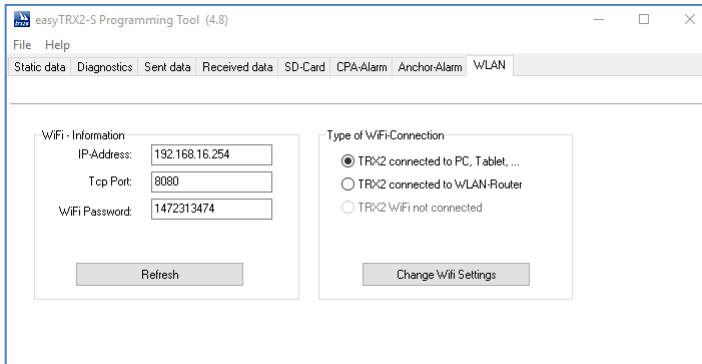 easyTRX2-S Programming Tool (4.8)
File Help
Static data Diagnostics Sent data Received data SD-Card CPA-Alarm Anchor-Alarm WLAN
WiFi - Information
IP-Address: 192.168.16.254
Tcp Port: 8080
WiFi Password: 1472313474
Refresh
Type of WiFi-Connection
TRX2 connected to PC, Tablet, ...
TRX2 connected to WLAN-Router
TRX2 WiFi not connected
Change Wifi Settings